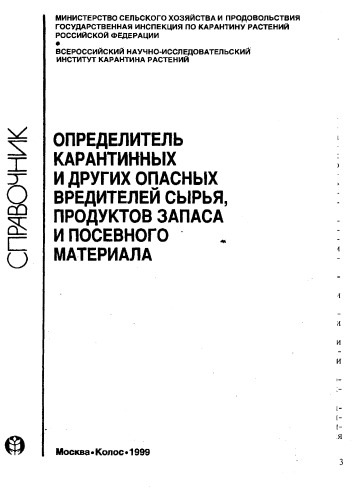 МИНИСТЕРСТВО СЕЛЬСКОГО ХОЗЯЙСТВА И ПРОДОВОЛЬСТВИЯ
ГОСУДАРСТВЕННАЯ ИНСПЕКЦИЯ ПО КАРАНТИНУ РАСТЕНИЙ
РОССИЙСКОЙ ФЕДЕРАЦИИ
•
ВСЕРОССИЙСКИЙ НАУЧНО-ИССЛЕДОВАТЕЛЬСКИЙ
ИНСТИТУТ КАРАНТИНА РАСТЕНИЙ
СПРАВОЧНИК
ОПРЕДЕЛИТЕЛЬ
КАРАНТИННЫХ
И ДРУГИХ ОПАСНЫХ
ВРЕДИТЕЛЕЙ СЫРЬЯ,
ПРОДУКТОВ ЗАПАСА
И ПОСЕВНОГО
МАТЕРИАЛА
Москва•Колос•1999
3